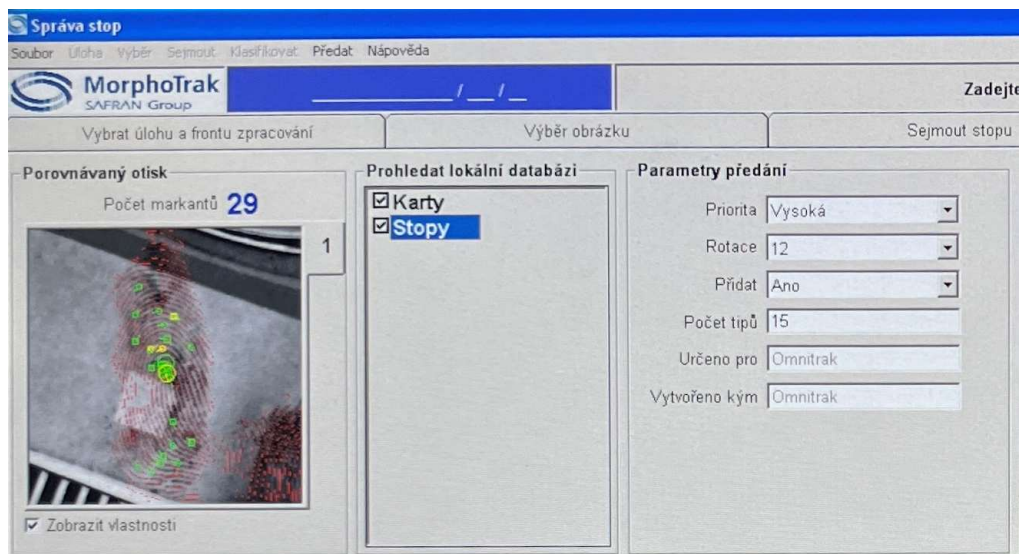 Správa stop
Soubor Úloha Výběr Sejmout Klasifikovat Předat Nápověda
MorphoTrak
SAFRAN Group
/ /
Zadejte
Vybrat úlohu a frontu zpracování
Výběr obrázku
Sejmout stopu
Porovnávaný otisk
Počet markantů 29
1
Zobrazit vlastnosti
Prohledat lokální databázi
Karty
Stopy
Parametry předání
Priorita Vysoká
Rotace 12
Přidat Ano
Počet tipů 15
Určeno pro Omnitrak
Vytvořeno kým Omnitrak